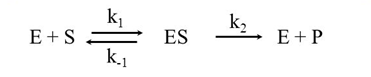 k₁ k₂
E + S ⇌ ES → E + P
k₋₁